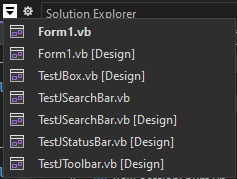 Solution Explorer
Form1.vb
Form1.vb [Design]
TestJBox.vb [Design]
TestJSearchBar.vb
TestJSearchBar.vb [Design]
TestJStatusBar.vb [Design]
TestJToolbar.vb [Design]